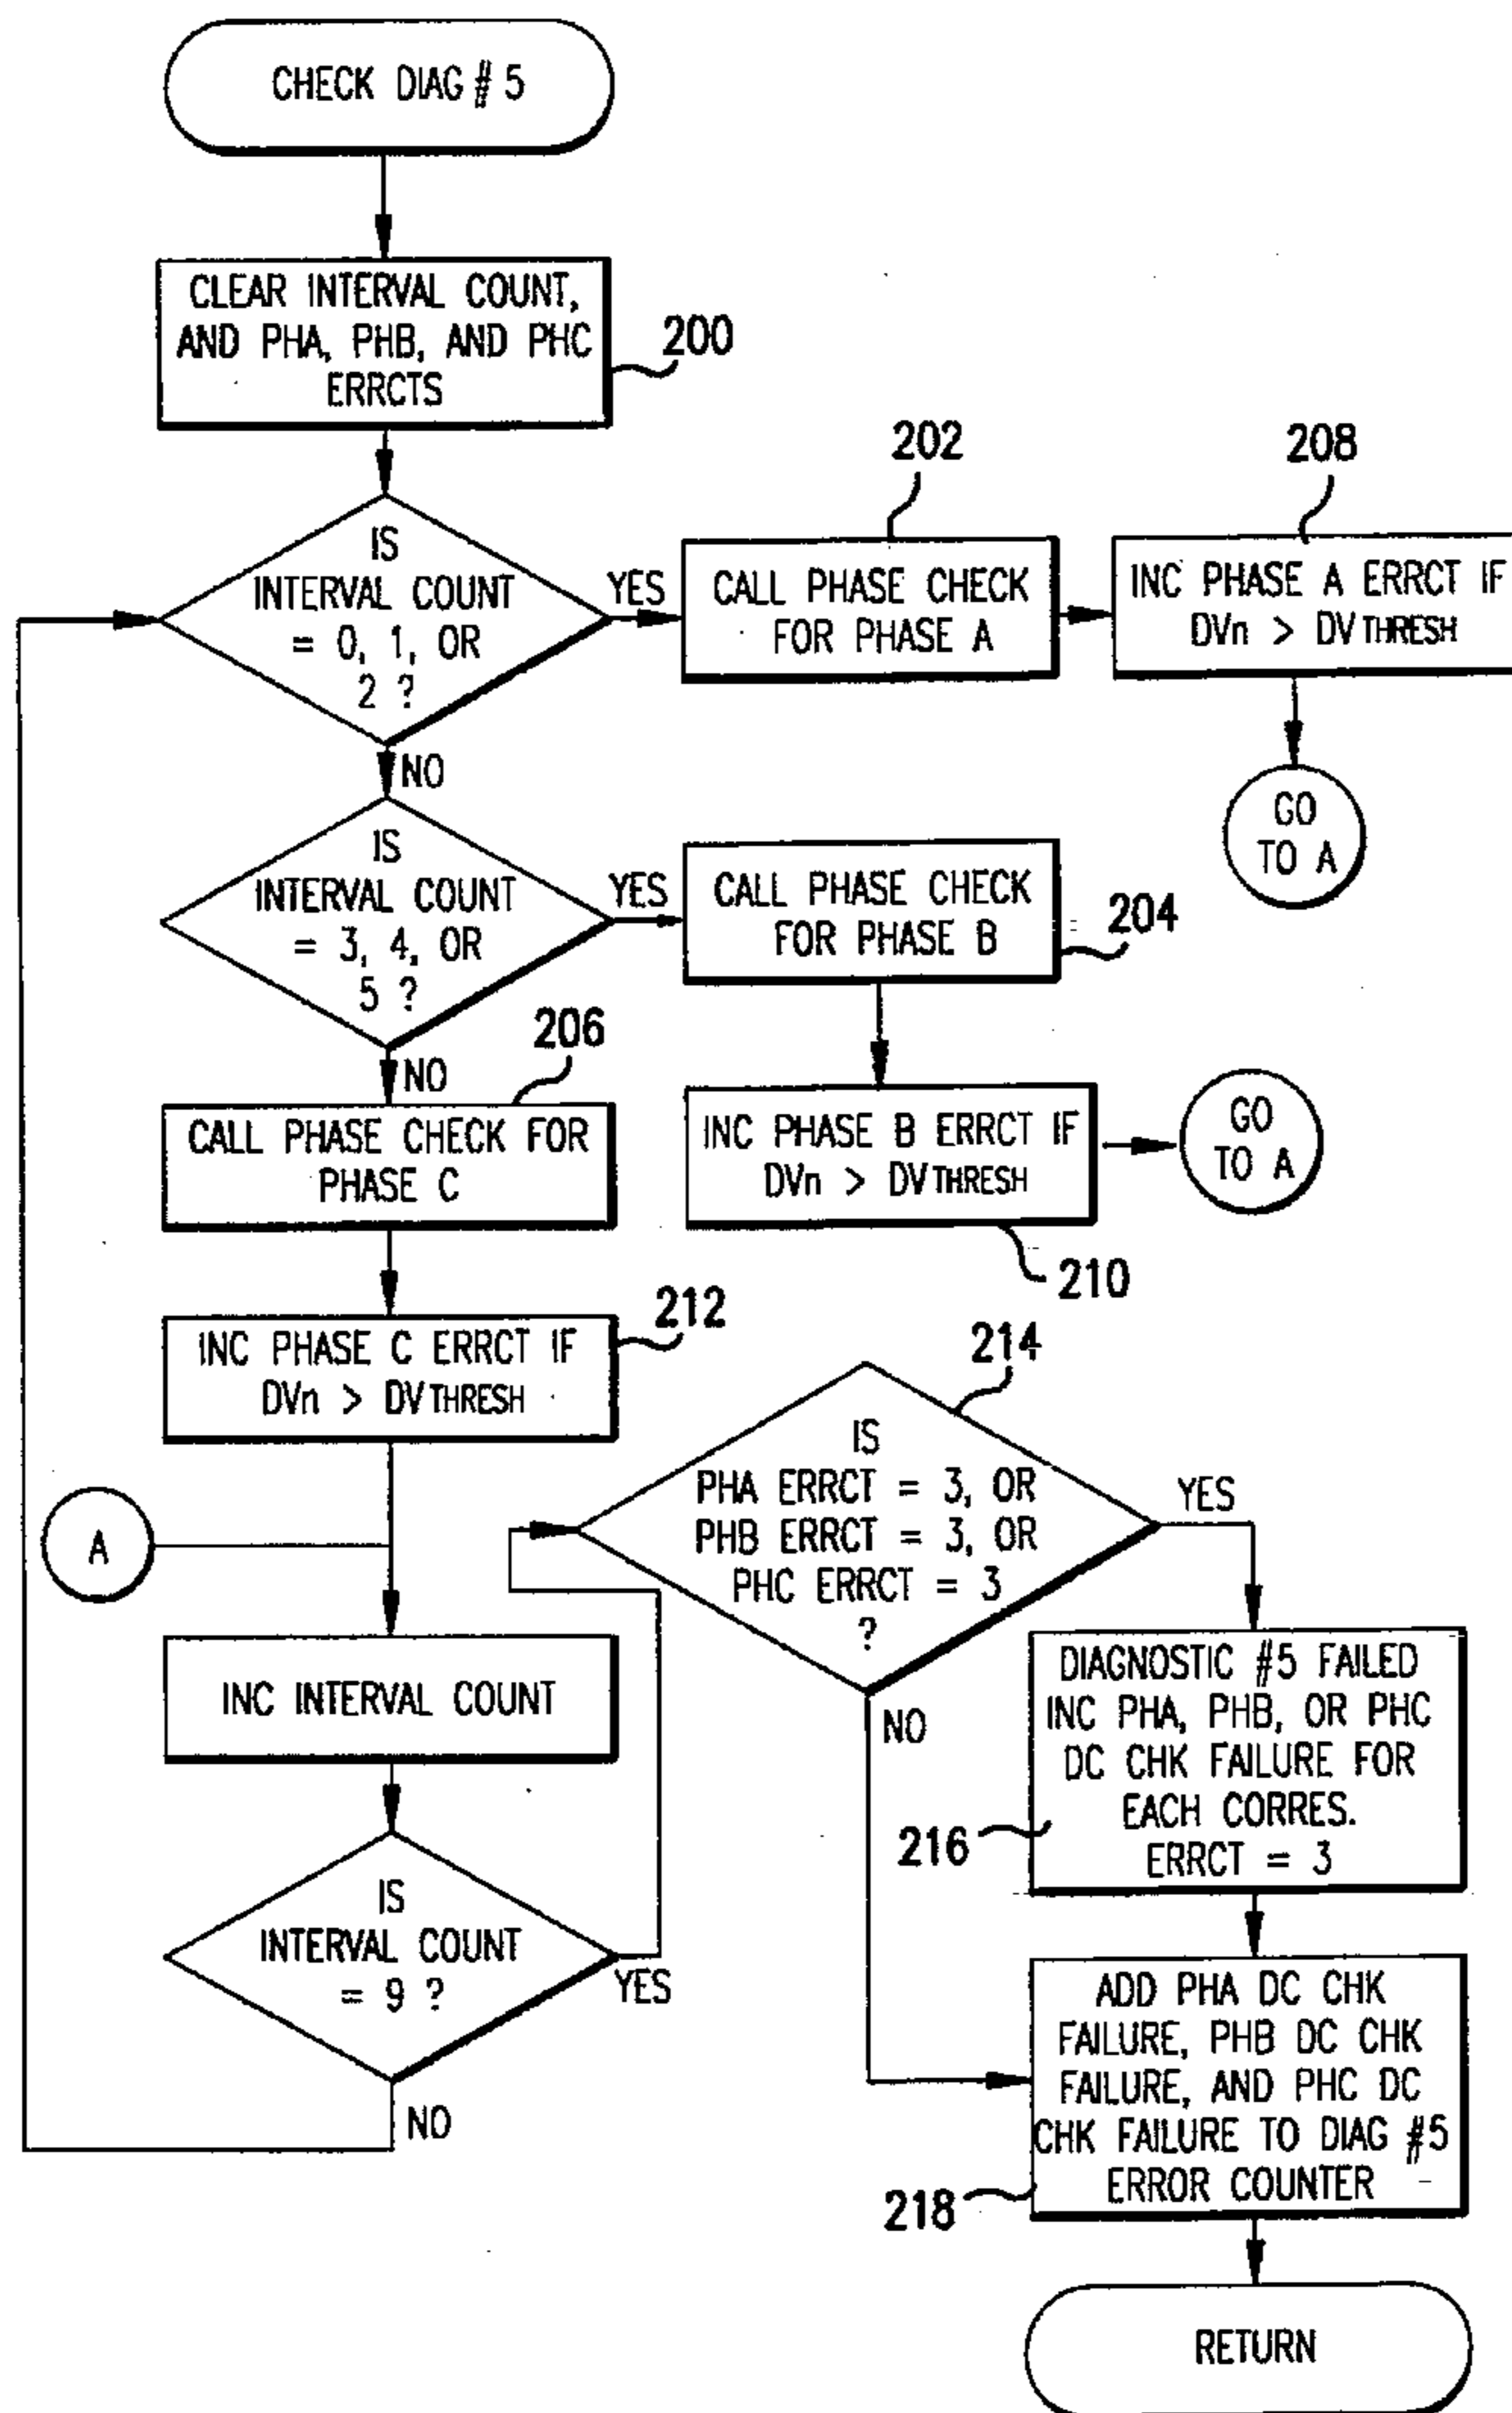 CHECK DIAG # 5
CLEAR INTERVAL COUNT,
AND PHA, PHB, AND PHC
ERRCTS
200
IS
INTERVAL COUNT
= 0, 1, OR
2 ?
YES
NO
202
CALL PHASE CHECK
FOR PHASE A
208
INC PHASE A ERRCT IF
DVn > DVTHRESH
GO
TO A
IS
INTERVAL COUNT
= 3, 4, OR
5 ?
YES
NO
CALL PHASE CHECK
FOR PHASE B
204
INC PHASE B ERRCT IF
DVn > DVTHRESH
210
GO
TO A
206
CALL PHASE CHECK FOR
PHASE C
212
INC PHASE C ERRCT IF
DVn > DVTHRESH
A
INC INTERVAL COUNT
IS
INTERVAL COUNT
= 9 ?
YES
NO
214
IS
PHA ERRCT = 3, OR
PHB ERRCT = 3, OR
PHC ERRCT = 3
?
YES
NO
DIAGNOSTIC #5 FAILED
INC PHA, PHB, OR PHC
DC CHK FAILURE FOR
EACH CORRES.
ERRCT = 3
216
ADD PHA DC CHK
FAILURE, PHB DC CHK
FAILURE, AND PHC DC
CHK FAILURE TO DIAG #5
ERROR COUNTER
218
RETURN